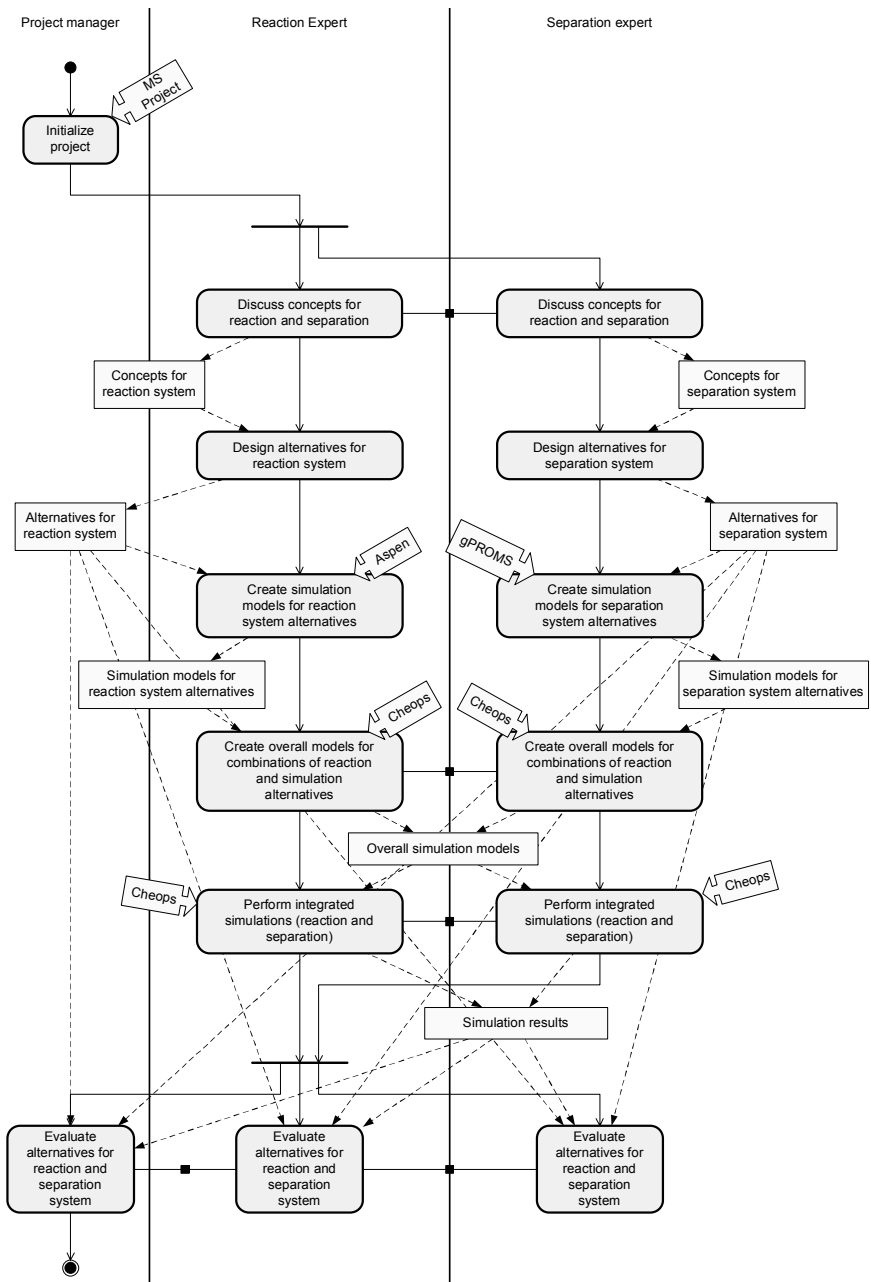 Project manager
Reaction Expert
Separation expert
MS
Project
Initialize
project
Discuss concepts for
reaction and separation
Discuss concepts for
reaction and separation
Concepts for
reaction system
Concepts for
separation system
Design alternatives for
reaction system
Design alternatives for
separation system
Alternatives for
reaction system
Alternatives for
separation system
Aspen
gPROMS
Create simulation
models for reaction
system alternatives
Create simulation
models for separation
system alternatives
Simulation models for
reaction system alternatives
Simulation models for
separation system alternatives
Cheops
Cheops
Create overall models for
combinations of reaction
and simulation
alternatives
Create overall models for
combinations of reaction
and simulation
alternatives
Overall simulation models
Cheops
Cheops
Perform integrated
simulations (reaction and
separation)
Perform integrated
simulations (reaction and
separation)
Simulation results
Evaluate
alternatives for
reaction and
separation
system
Evaluate
alternatives for
reaction and
separation
system
Evaluate
alternatives for
reaction and
separation
system